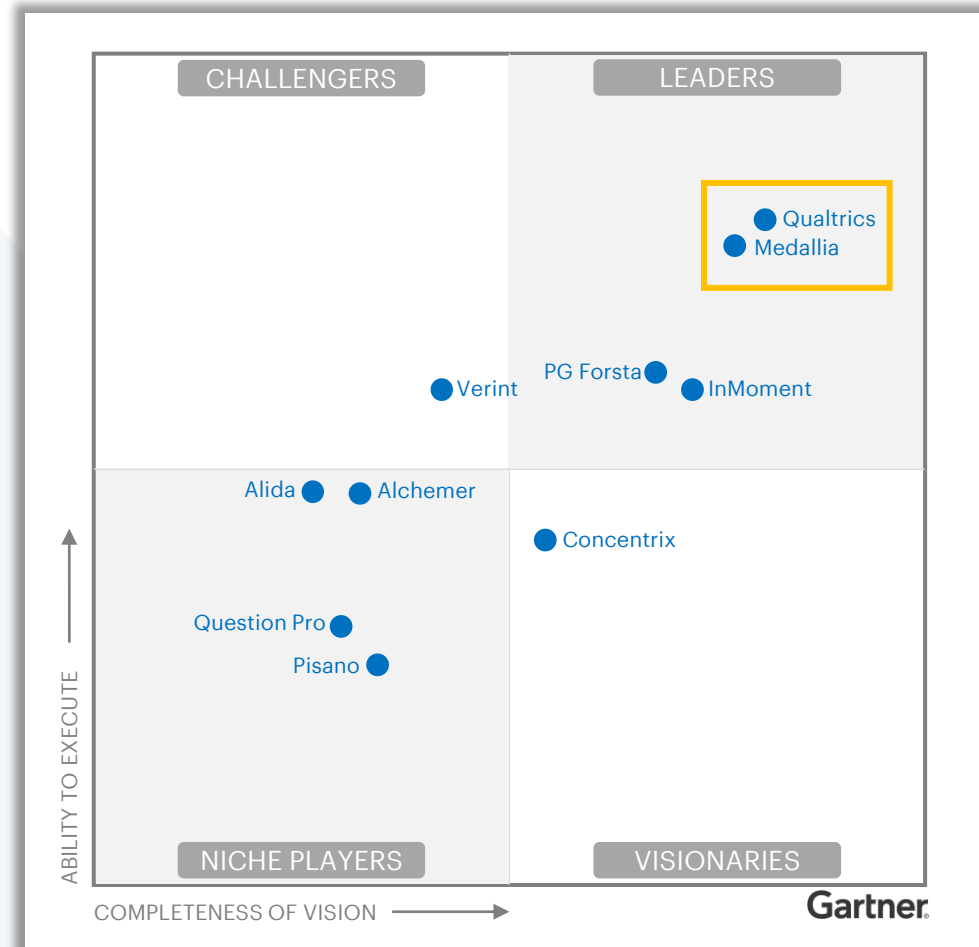 CHALLENGERS
LEADERS
Qualtrics
Medallia
PG Forsta
Verint
InMoment
Alida
Alchemer
Concentrix
Question Pro
Pisano
ABILITY TO EXECUTE
NICHE PLAYERS
VISIONARIES
COMPLETENESS OF VISION
Gartner®